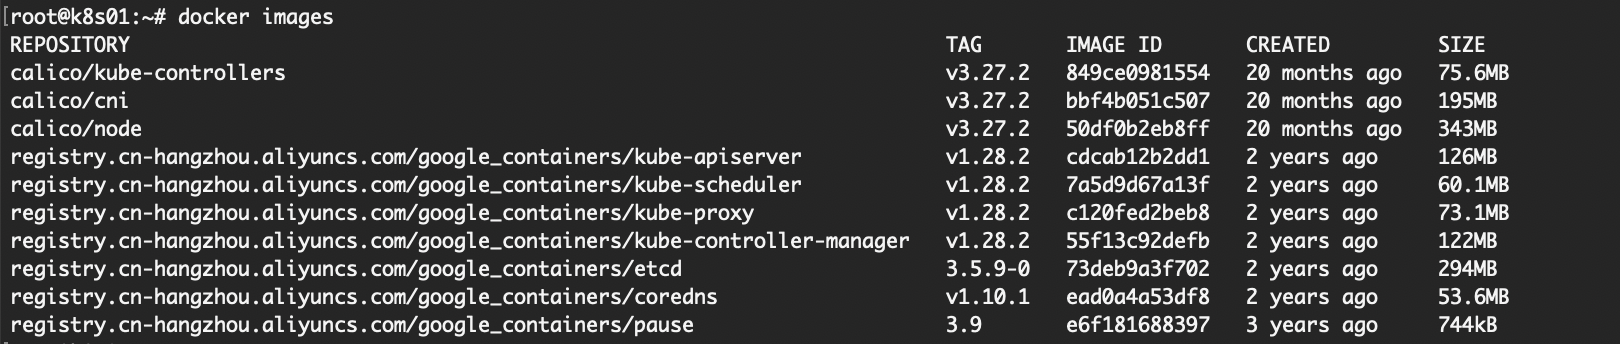 [root@k8s01:~# docker images
REPOSITORY TAG IMAGE ID CREATED SIZE
calico/kube-controllers v3.27.2 849ce0981554 20 months ago 75.6MB
calico/cni v3.27.2 bbf4b051c507 20 months ago 195MB
calico/node v3.27.2 50df0b2eb8ff 20 months ago 343MB
registry.cn-hangzhou.aliyuncs.com/google_containers/kube-apiserver v1.28.2 cdcab12b2dd1 2 years ago 126MB
registry.cn-hangzhou.aliyuncs.com/google_containers/kube-scheduler v1.28.2 7a5d9d67a13f 2 years ago 60.1MB
registry.cn-hangzhou.aliyuncs.com/google_containers/kube-proxy v1.28.2 c120fed2beb8 2 years ago 73.1MB
registry.cn-hangzhou.aliyuncs.com/google_containers/kube-controller-manager v1.28.2 55f13c92defb 2 years ago 122MB
registry.cn-hangzhou.aliyuncs.com/google_containers/etcd 3.5.9-0 73deb9a3f702 2 years ago 294MB
registry.cn-hangzhou.aliyuncs.com/google_containers/coredns v1.10.1 ead0a4a53df8 2 years ago 53.6MB
registry.cn-hangzhou.aliyuncs.com/google_containers/pause 3.9 e6f181688397 3 years ago 744kB